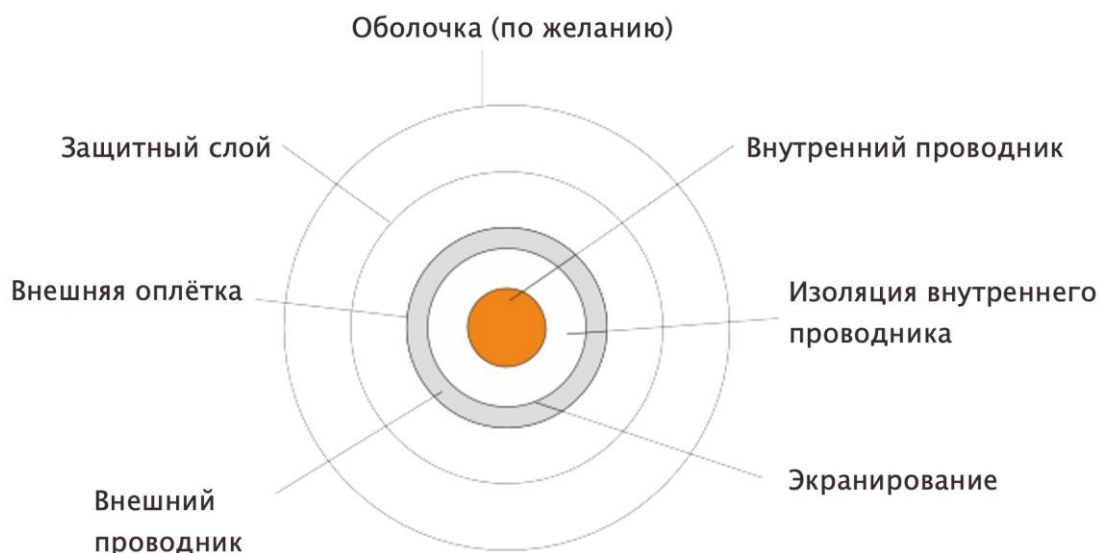 Оболочка (по желанию)
Защитный слой
Внутренний проводник
Внешняя оплётка
Изоляция внутреннего
проводника
Экранирование
Внешний
проводник